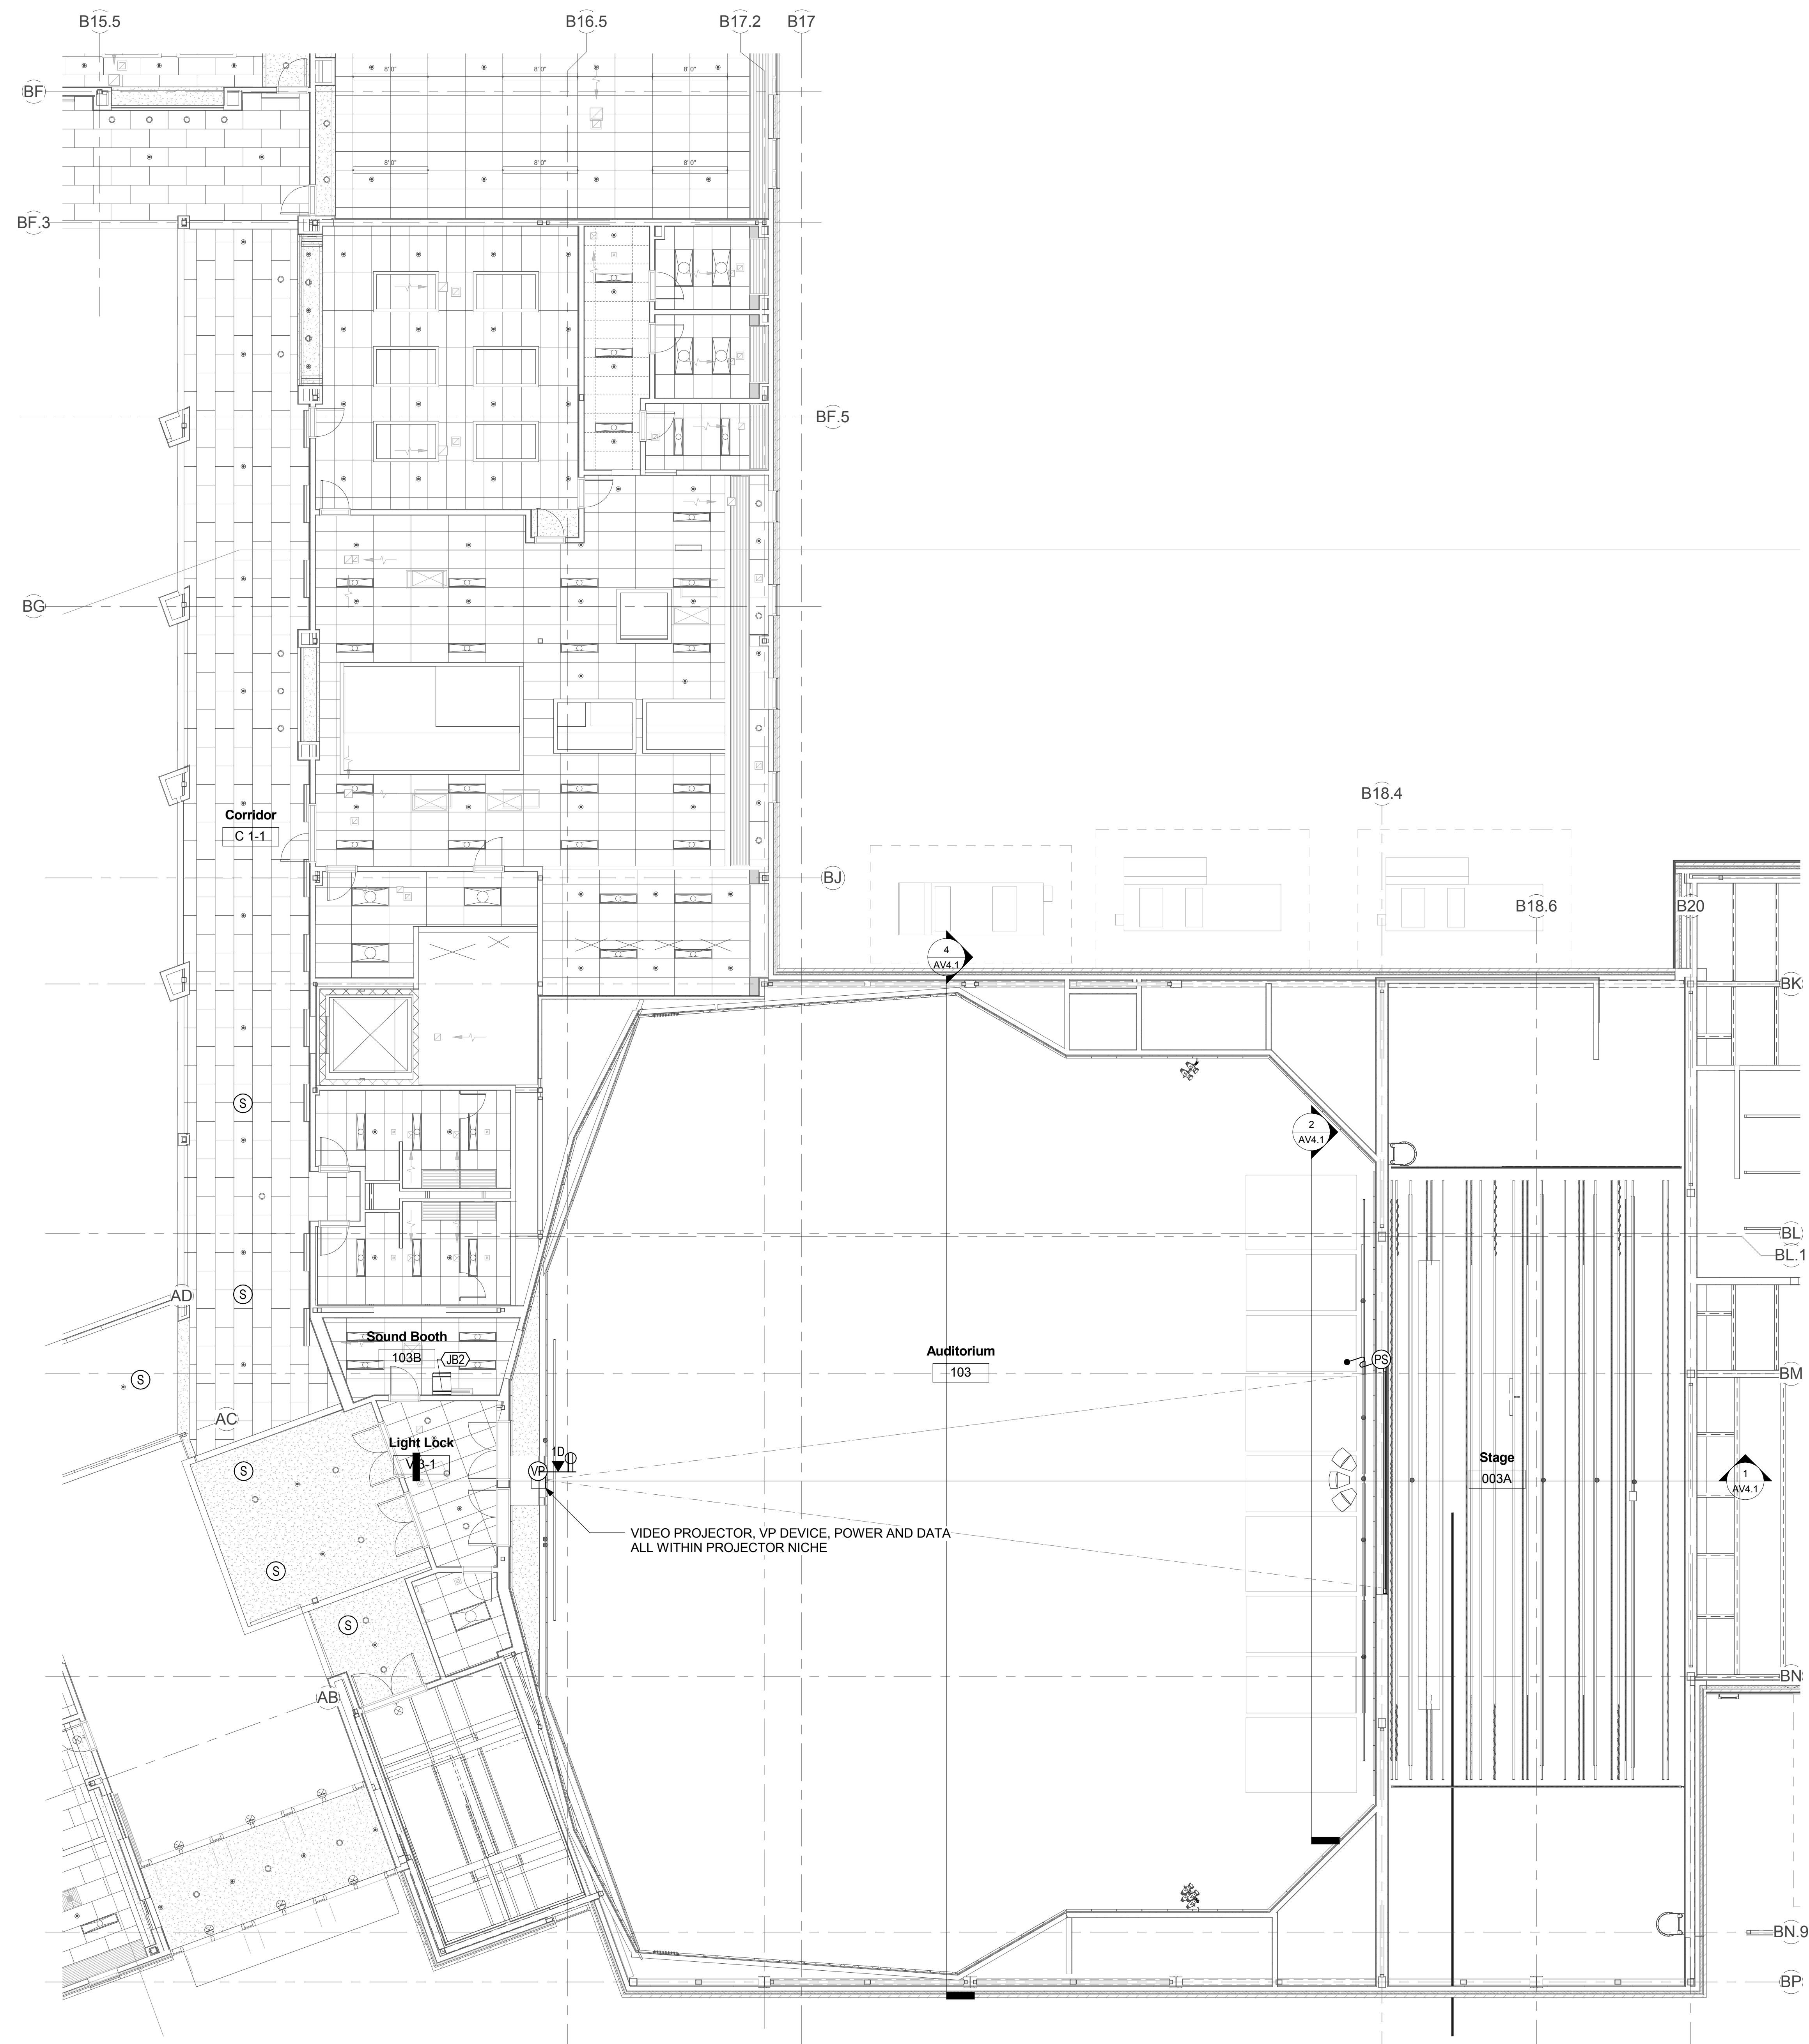 B15.5
B16.5
B17.2
B17
BF
8' 0"
8' 0"
8' 0"
8' 0"
8' 0"
8' 0"
BF.3
BF.5
BG
B18.4
Corridor
C 1-1
BJ
B18.6
B20
4
AV4.1
BK
S
2
AV4.1
BL
BL.1
AD
S
Sound Booth
103B
JB2
Auditorium
103
PS
BM
S
AC
Light Lock
1D
VP
S
Stage
003A
1
AV4.1
VIDEO PROJECTOR, VP DEVICE, POWER AND DATA
ALL WITHIN PROJECTOR NICHE
S
S
BN
AB
BN.9
BP